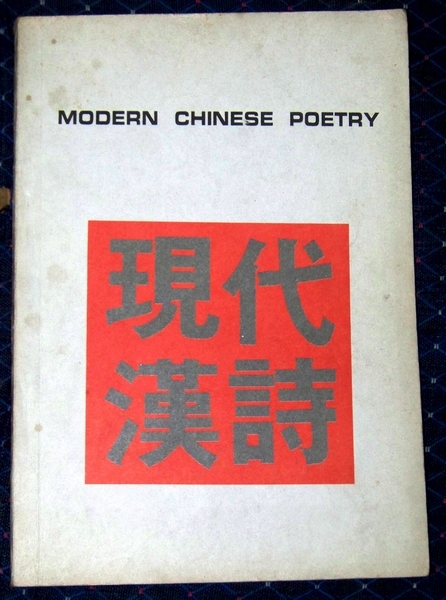 MODERN CHINESE POETRY
現代
漢詩